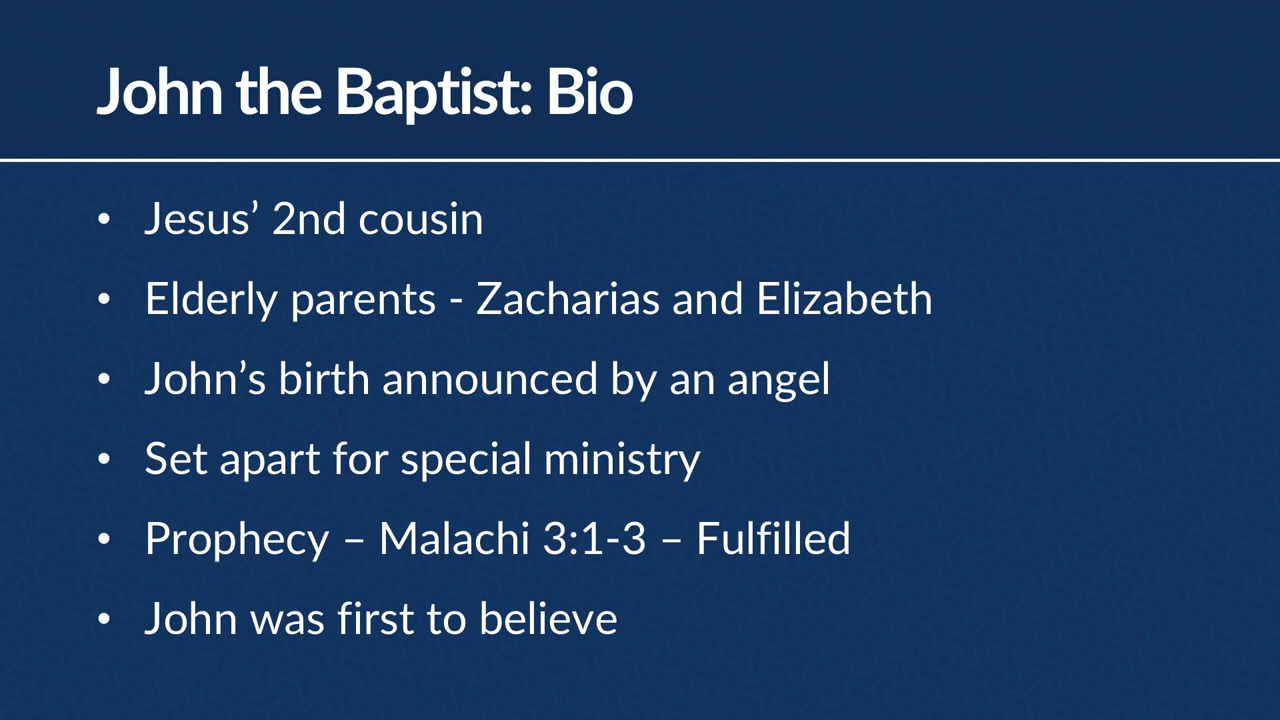 John the Baptist: Bio
• Jesus’ 2nd cousin
• Elderly parents - Zacharias and Elizabeth
• John’s birth announced by an angel
• Set apart for special ministry
• Prophecy – Malachi 3:1-3 – Fulfilled
• John was first to believe